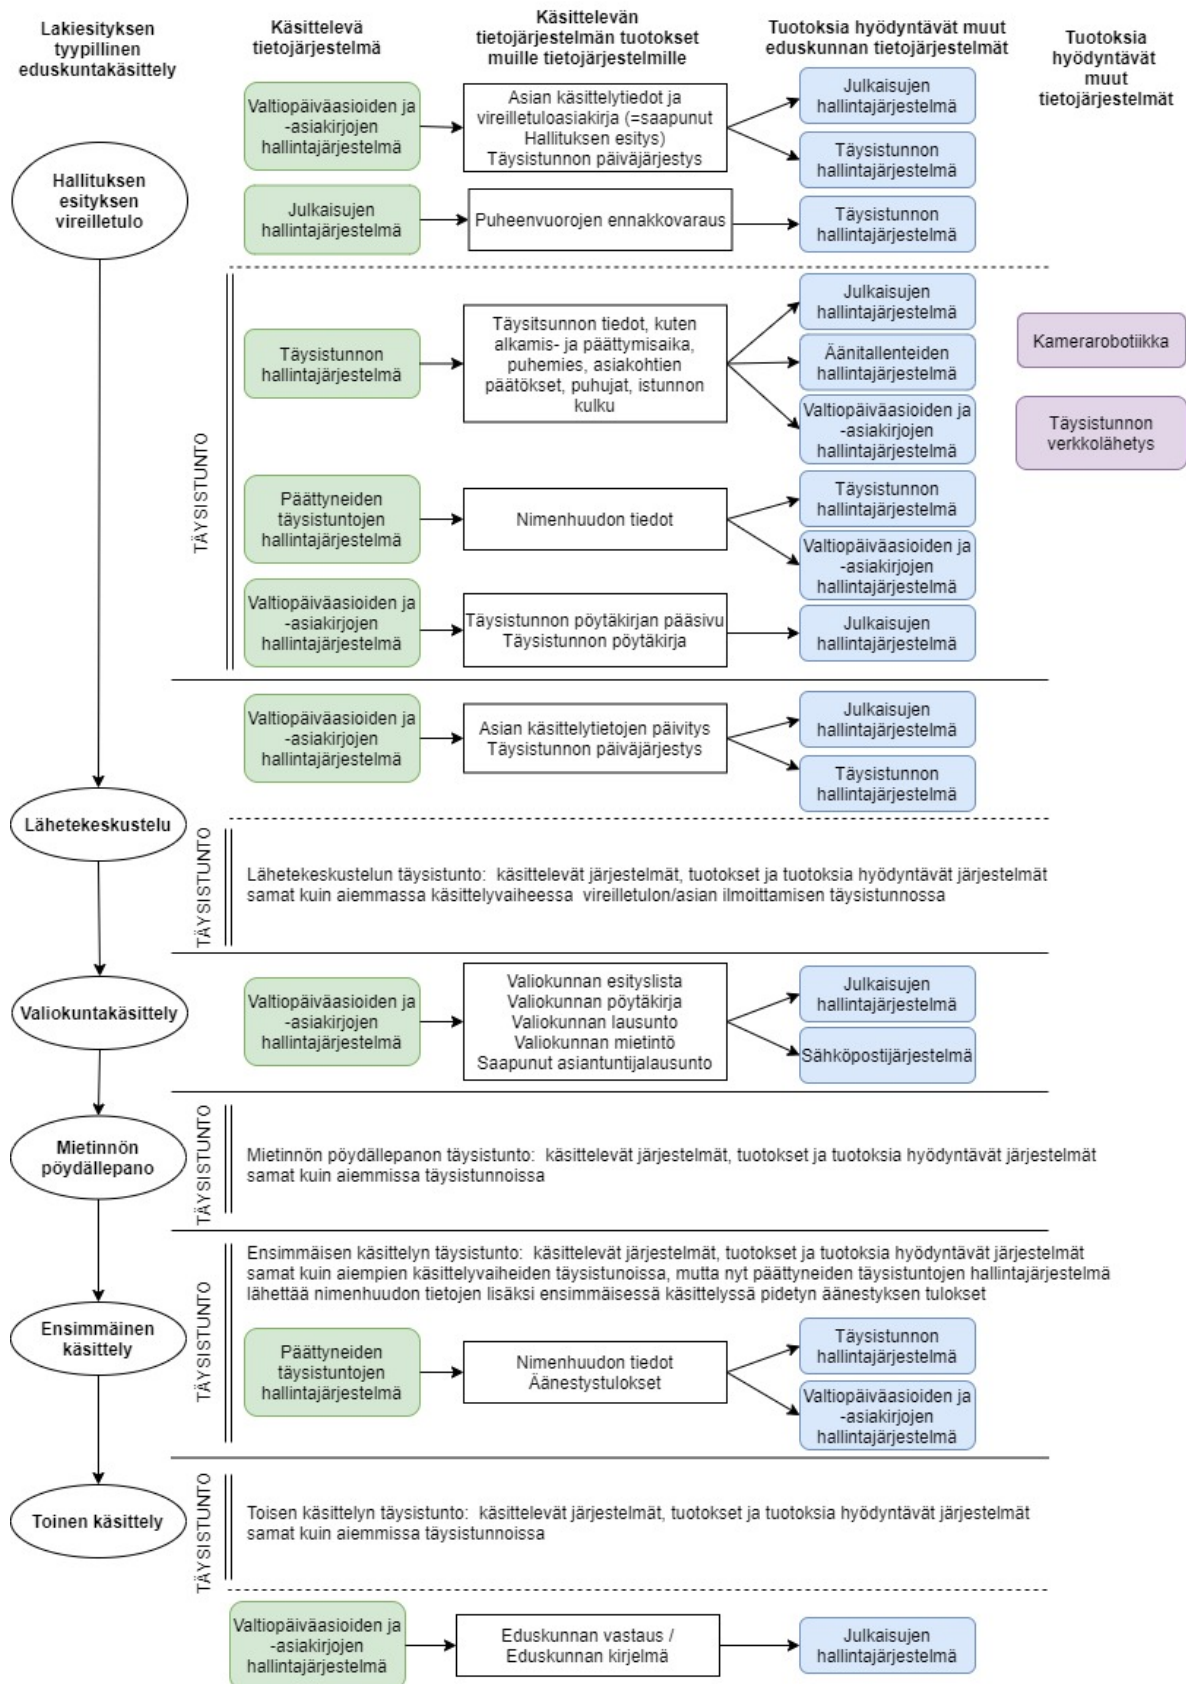 Lakiesityksen
tyypillinen
eduskuntakäsittely
Käsittelevä
tietojärjestelmä
Käsittelevän
tietojärjestelmän tuotokset
muille tietojärjestelmille
Tuotoksia hyödyntävät muut
eduskunnan tietojärjestelmät
Tuotoksia
hyödyntävät
muut
tietojärjestelmät
Hallituksen
esityksen
vireilletulo
Valtiopäiväasioiden ja
-asiakirjojen
hallintajärjestelmä
Asian käsittelytiedot ja
vireilletuloasiakirja (=saapunut
Hallituksen esitys)
Täysistunnon päiväjärjestys
Julkaisujen
hallintajärjestelmä
Täysistunnon
hallintajärjestelmä
Julkaisujen
hallintajärjestelmä
Puheenvuorojen ennakkovaraus
Täysistunnon
hallintajärjestelmä
TÄYSISTUNTO
Täysistunnon
hallintajärjestelmä
Täysitsunnon tiedot, kuten
alkamis- ja päättymisaika,
puhemies, asiakohtien
päätökset, puhujat, istunnon
kulku
Julkaisujen
hallintajärjestelmä
Äänitallenteiden
hallintajärjestelmä
Valtiopäiväasioiden ja
-asiakirjojen
hallintajärjestelmä
Kamerarobotiikka
Täysistunnon
verkkolähetys
Päättyneiden
täysistuntojen
hallintajärjestelmä
Nimenhuudon tiedot
Täysistunnon
hallintajärjestelmä
Valtiopäiväasioiden ja
-asiakirjojen
hallintajärjestelmä
Valtiopäiväasioiden ja
-asiakirjojen
hallintajärjestelmä
Täysistunnon pöytäkirjan pääsivu
Täysistunnon pöytäkirja
Julkaisujen
hallintajärjestelmä
Valtiopäiväasioiden ja
-asiakirjojen
hallintajärjestelmä
Asian käsittelytietojen päivitys
Täysistunnon päiväjärjestys
Julkaisujen
hallintajärjestelmä
Täysistunnon
hallintajärjestelmä
Lähetekeskustelu
TÄYSISTUNTO
Lähetekeskustelun täysistunto: käsittelevät järjestelmät, tuotokset ja tuotoksia hyödyntävät järjestelmät
samat kuin aiemmassa käsittelyvaiheessa vireilletulon/asian ilmoittamisen täysistunnossa
Valiokuntakäsittely
Valtiopäiväasioiden ja
-asiakirjojen
hallintajärjestelmä
Valiokunnan esityslista
Valiokunnan pöytäkirja
Valiokunnan lausunto
Valiokunnan mietintö
Saapunut asiantuntijalausunto
Julkaisujen
hallintajärjestelmä
Sähköpostijärjestelmä
Mietinnön
pöydällepano
TÄYSISTUNTO
Mietinnön pöydällepanon täysistunto: käsittelevät järjestelmät, tuotokset ja tuotoksia hyödyntävät järjestelmät
samat kuin aiemmissa täysistunnoissa
Ensimmäinen
käsittely
TÄYSISTUNTO
Ensimmäisen käsittelyn täysistunto: käsittelevät järjestelmät, tuotokset ja tuotoksia hyödyntävät järjestelmät
samat kuin aiempien käsittelyvaiheiden täysistunoissa, mutta nyt päättyneiden täysistuntojen hallintajärjestelmä
lähettää nimenhuudon tietojen lisäksi ensimmäisessä käsittelyssä pidetyn äänestyksen tulokset
Päättyneiden
täysistuntojen
hallintajärjestelmä
Nimenhuudon tiedot
Äänestystulokset
Täysistunnon
hallintajärjestelmä
Valtiopäiväasioiden ja
-asiakirjojen
hallintajärjestelmä
Toinen käsittely
TÄYSISTUNTO
Toisen käsittelyn täysistunto: käsittelevät järjestelmät, tuotokset ja tuotoksia hyödyntävät järjestelmät
samat kuin aiemmissa täysistunnoissa
Valtiopäiväasioiden ja
-asiakirjojen
hallintajärjestelmä
Eduskunnan vastaus /
Eduskunnan kirjelmä
Julkaisujen
hallintajärjestelmä